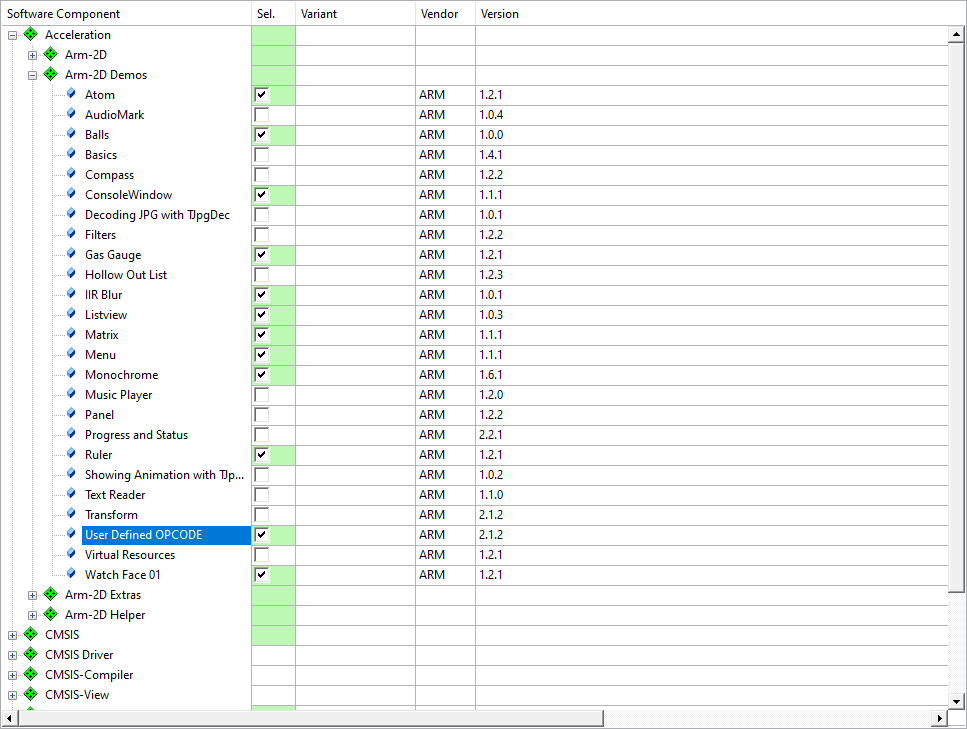 Software Component Sel. Variant Vendor Version
Acceleration
Arm-2D
Arm-2D Demos
Atom ARM 1.2.1
AudioMark ARM 1.0.4
Balls ARM 1.0.0
Basics ARM 1.4.1
Compass ARM 1.2.2
ConsoleWindow ARM 1.1.1
Decoding JPG with TJpgDec ARM 1.0.1
Filters ARM 1.2.2
Gas Gauge ARM 1.2.1
Hollow Out List ARM 1.2.3
IIR Blur ARM 1.0.1
Listview ARM 1.0.3
Matrix ARM 1.1.1
Menu ARM 1.1.1
Monochrome ARM 1.6.1
Music Player ARM 1.2.0
Panel ARM 1.2.2
Progress and Status ARM 2.2.1
Ruler ARM 1.2.1
Showing Animation with TJp... ARM 1.0.2
Text Reader ARM 1.1.0
Transform ARM 2.1.2
User Defined OPCODE ARM 2.1.2
Virtual Resources ARM 1.2.1
Watch Face 01 ARM 1.2.1
Arm-2D Extras
Arm-2D Helper
CMSIS
CMSIS Driver
CMSIS-Compiler
CMSIS-View